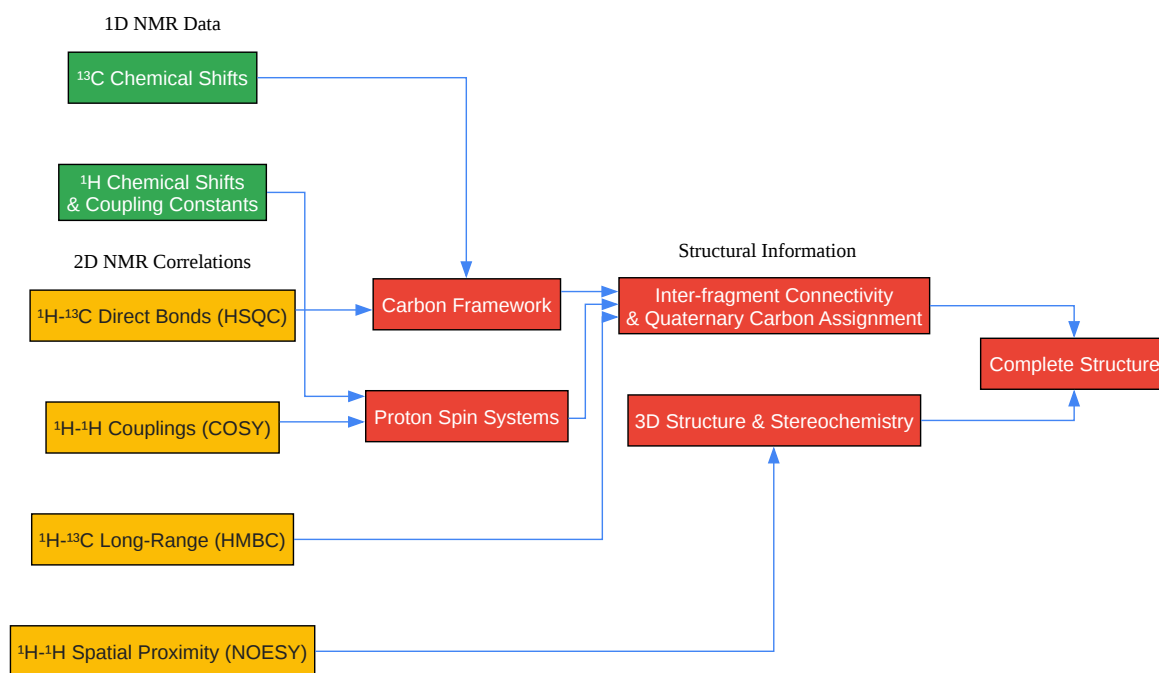 1D NMR Data
¹³C Chemical Shifts
¹H Chemical Shifts
& Coupling Constants
2D NMR Correlations
¹H-¹³C Direct Bonds (HSQC)
Carbon Framework
Structural Information
Inter-fragment Connectivity
& Quaternary Carbon Assignment
Complete Structure
¹H-¹H Couplings (COSY)
Proton Spin Systems
3D Structure & Stereochemistry
¹H-¹³C Long-Range (HMBC)
¹H-¹H Spatial Proximity (NOESY)